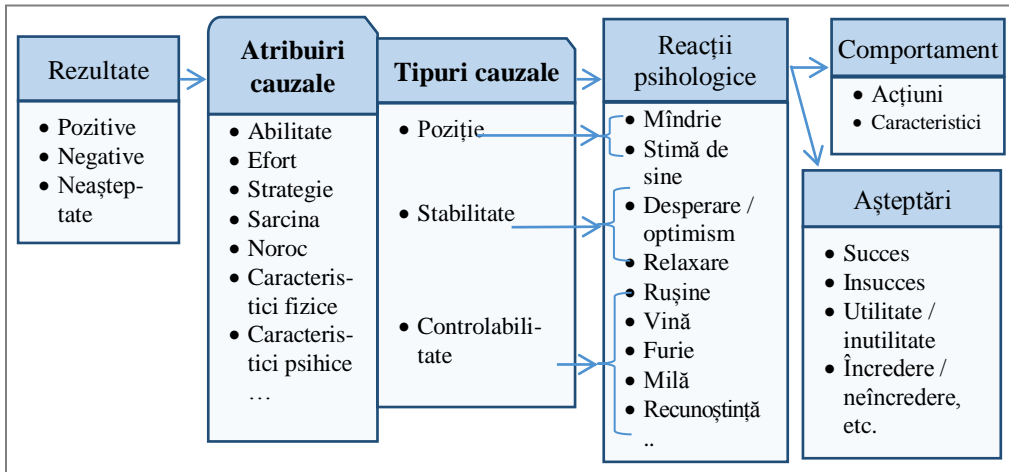 Rezultate
• Pozitive
• Negative
• Neaștep-
tate
Atribuiri
cauzale
• Abilitate
• Efort
• Strategie
• Sarcina
• Noroc
• Caracteris-
tici fizice
• Caracteris-
tici psihice
…
Tipuri cauzale
• Poziție
• Stabilitate
• Controlabili-
tate
Reacții
psihologice
• Mîndrie
• Stimă de
sine
• Desperare /
optimism
• Relaxare
• Rușine
• Vină
• Furie
• Milă
• Recunoștință
..
Comportament
• Acțiuni
• Caracteristici
Așteptări
• Succes
• Insucces
• Utilitate /
inutilitate
• Încredere /
neîncredere,
etc.